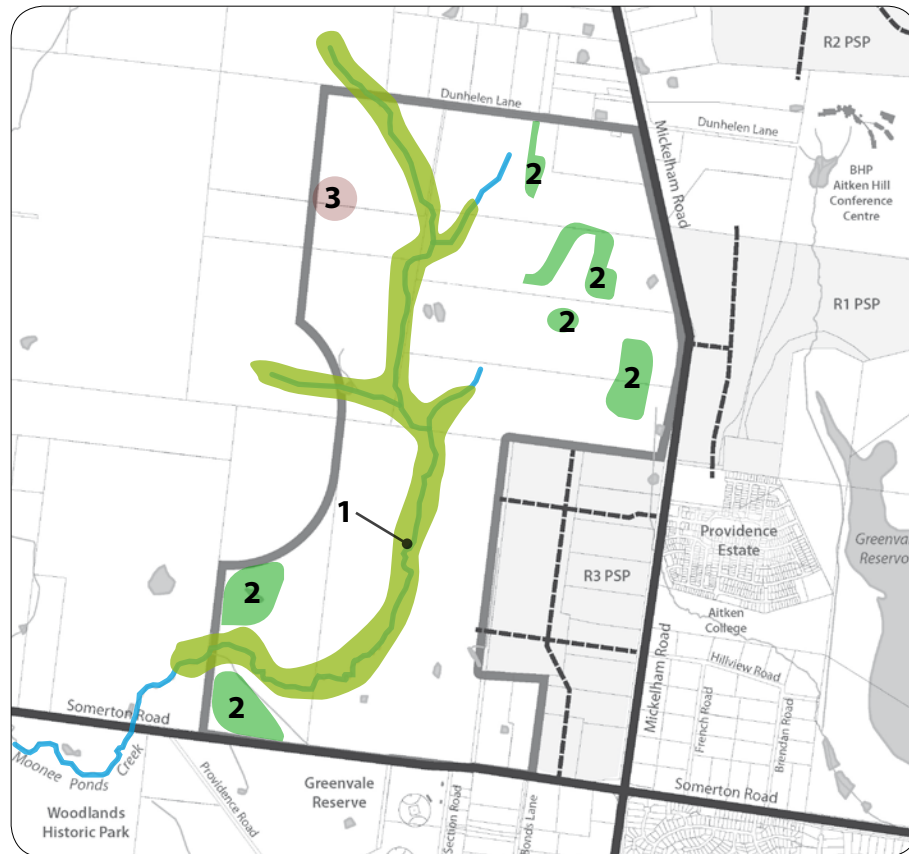 R2 PSP
Dunhelen Lane
Dunhelen Lane
Mickelham Road
BHP
Aitken Hill
Conference
Centre
2
3
2
R1 PSP
2
2
1
Providence
Estate
Greenvale
Reservoir
R3 PSP
2
Aitken
College
Hillview Road
Mickelham Road
French Road
Brendan Road
2
Somerton Road
Moonee Ponds Creek
Providence Road
Greenvale
Reserve
Section Road
Bonds Lane
Somerton Road
Woodlands
Historic Park